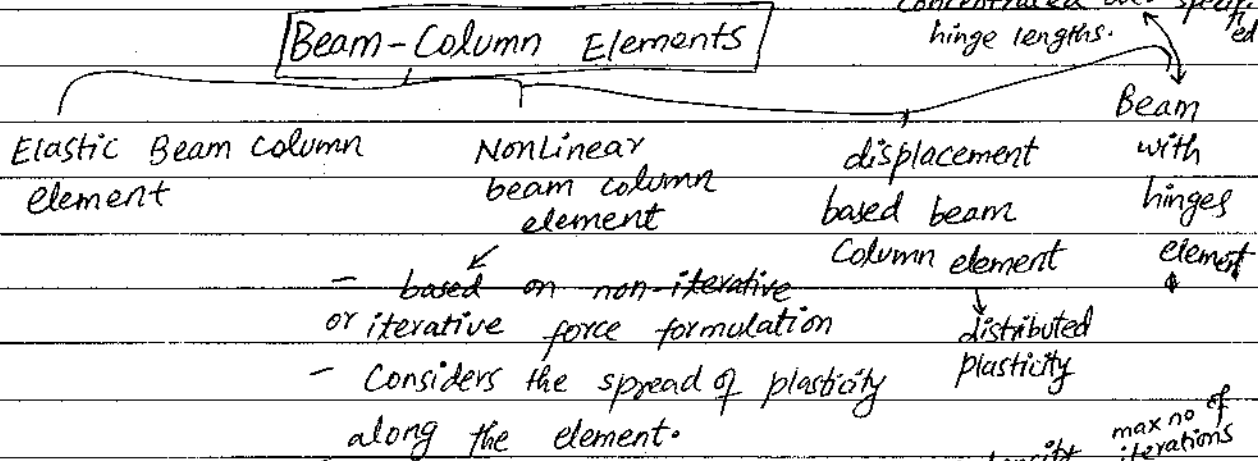 concentrated over specified
hinge lengths.
Beam-Column Elements
Elastic Beam column
element
NonLinear
beam column
element
- based on non-iterative
or iterative force formulation
- Considers the spread of plasticity
along the element.
displacement
based beam
Column element
distributed
plasticity
Beam
with
hinges
element
max no of
iterations